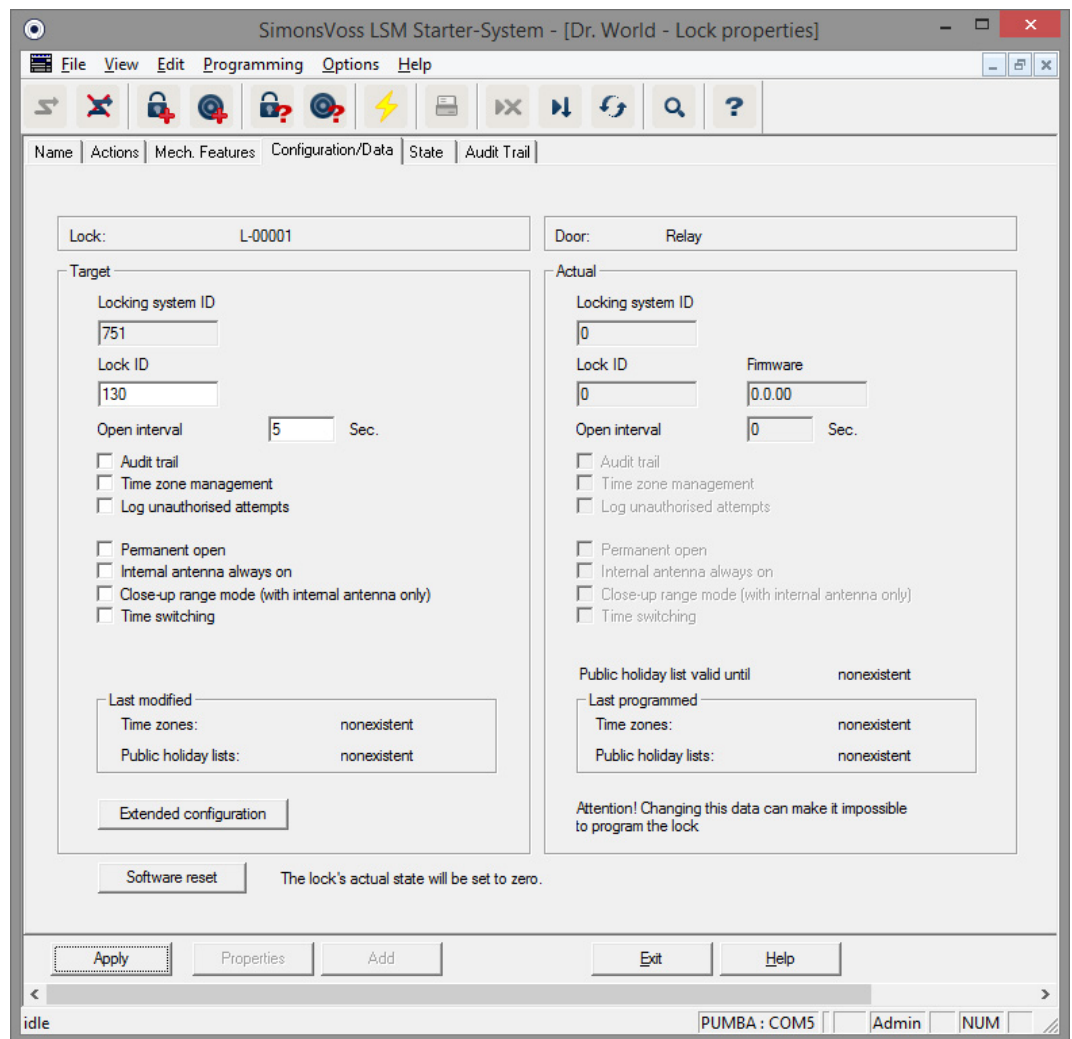 SimonsVoss LSM Starter-System - [Dr. World - Lock properties]
File View Edit Programming Options Help
Name Actions Mech. Features Configuration/Data State Audit Trail
Lock: L-00001
Door: Relay
Target
Locking system ID
751
Lock ID
130
Open interval 5 Sec.
Audit trail
Time zone management
Log unauthorised attempts
Permanent open
Internal antenna always on
Close-up range mode (with internal antenna only)
Time switching
Last modified
Time zones: nonexistent
Public holiday lists: nonexistent
Extended configuration
Actual
Locking system ID
0
Lock ID Firmware
0 0.0.00
Open interval 0 Sec.
Audit trail
Time zone management
Log unauthorised attempts
Permanent open
Internal antenna always on
Close-up range mode (with internal antenna only)
Time switching
Public holiday list valid until nonexistent
Last programmed
Time zones: nonexistent
Public holiday lists: nonexistent
Attention! Changing this data can make it impossible
to program the lock
Software reset The lock's actual state will be set to zero.
Apply Properties Add Exit Help
idle PUMBA : COM5 Admin NUM